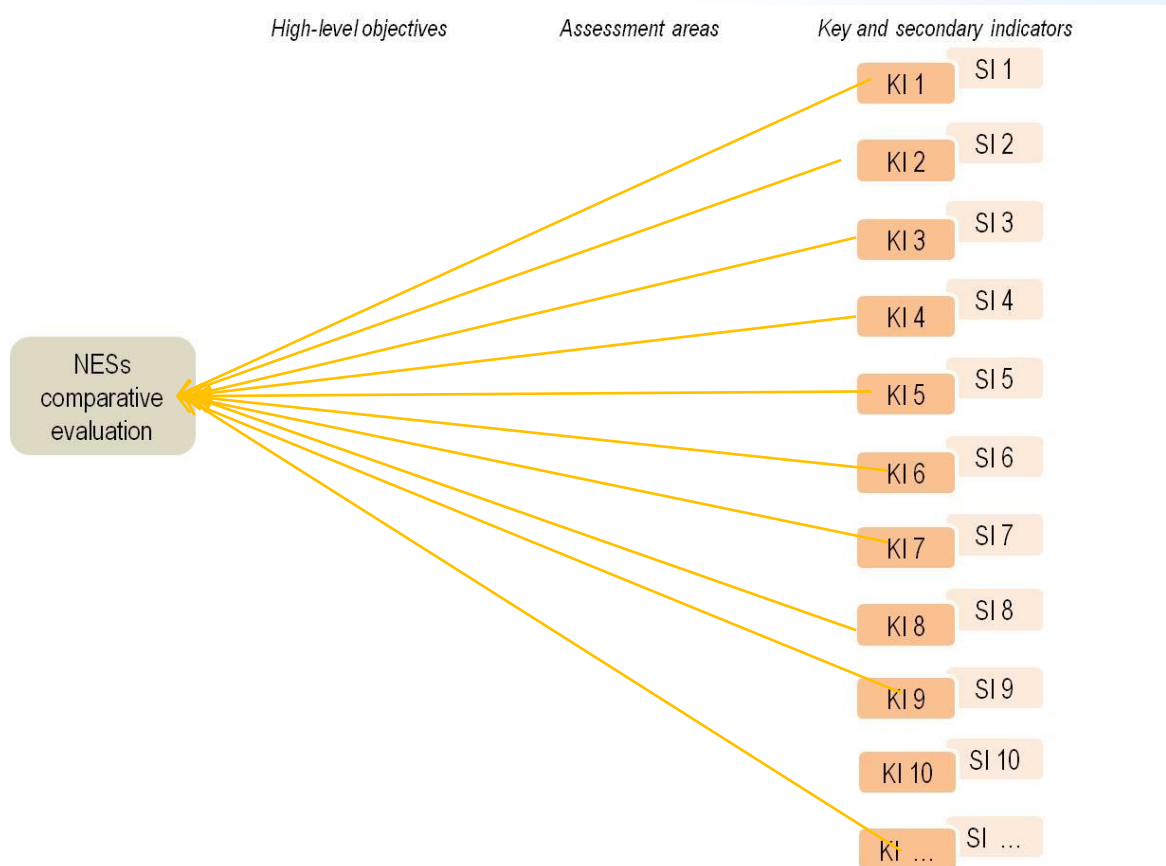 High-level objectives
Assessment areas
Key and secondary indicators
KI 1
SI 1
KI 2
SI 2
KI 3
SI 3
KI 4
SI 4
NESs
comparative
evaluation
KI 5
SI 5
KI 6
SI 6
KI 7
SI 7
KI 8
SI 8
KI 9
SI 9
KI 10
SI 10
KI ...
SI ...